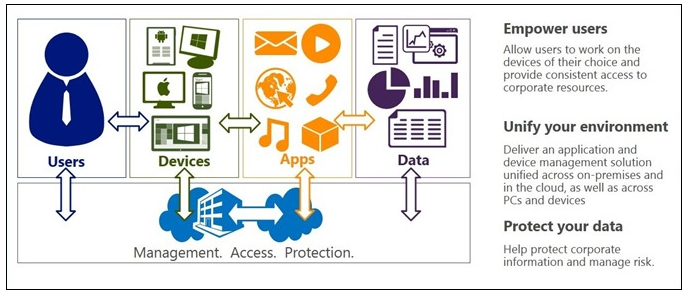 Users
Devices
Apps
Data
Management. Access. Protection.
Empower users
Allow users to work on the
devices of their choice and
provide consistent access to
corporate resources.
Unify your environment
Deliver an application and
device management solution
unified across on-premises and
in the cloud, as well as across
PCs and devices
Protect your data
Help protect corporate
information and manage risk.